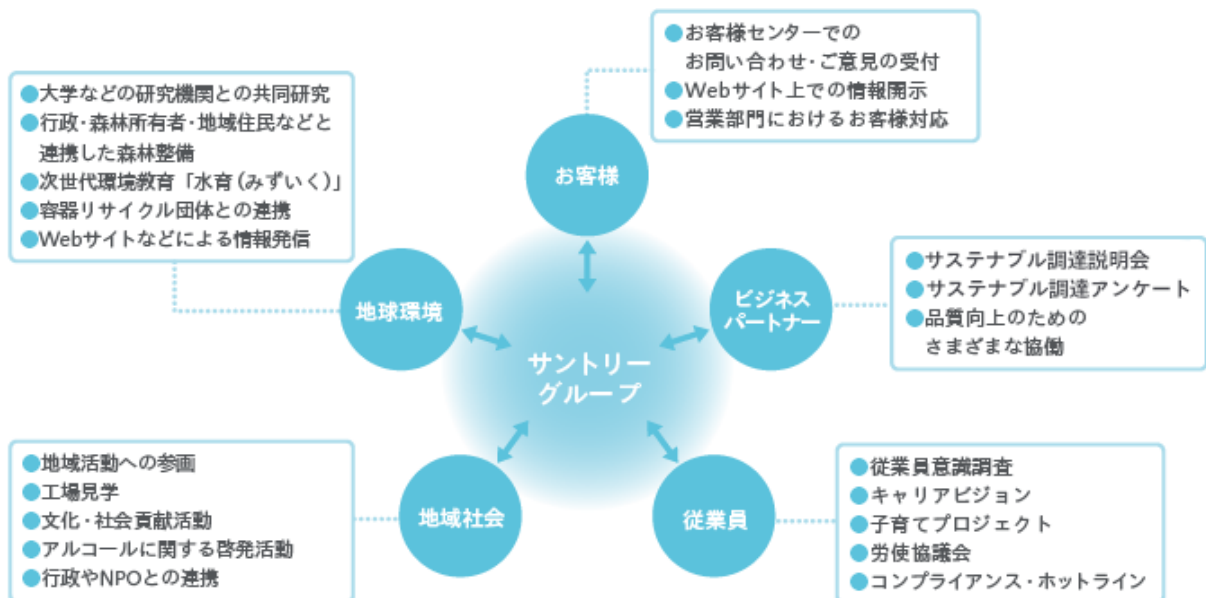 ●お客様センターでの
お問い合わせ・ご意見の受付
●Webサイト上での情報開示
●営業部門におけるお客様対応
お客様
●大学などの研究機関との共同研究
●行政・森林所有者・地域住民などと
連携した森林整備
●次世代環境教育「水育(みずいく)」
●容器リサイクル団体との連携
●Webサイトなどによる情報発信
地球環境
ビジネス
パートナー
●サステナブル調達説明会
●サステナブル調達アンケート
●品質向上のための
さまざまな協働
サントリー
グループ
●地域活動への参画
●工場見学
●文化・社会貢献活動
●アルコールに関する啓発活動
●行政やNPOとの連携
地域社会
従業員
●従業員意識調査
●キャリアビジョン
●子育てプロジェクト
●労使協議会
●コンプライアンス・ホットライン